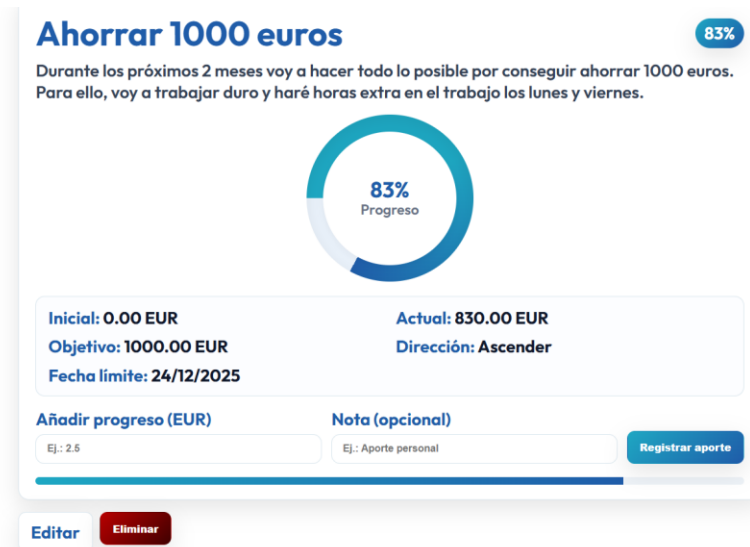 Ahorrar 1000 euros
83%
Durante los próximos 2 meses voy a hacer todo lo posible por conseguir ahorrar 1000 euros.
Para ello, voy a trabajar duro y haré horas extra en el trabajo los lunes y viernes.
83%
Progreso
Inicial: 0.00 EUR
Actual: 830.00 EUR
Objetivo: 1000.00 EUR
Dirección: Ascender
Fecha límite: 24/12/2025
Añadir progreso (EUR)
Nota (opcional)
Ej.: 2.5
Ej.: Aporte personal
Registrar aporte
Editar
Eliminar